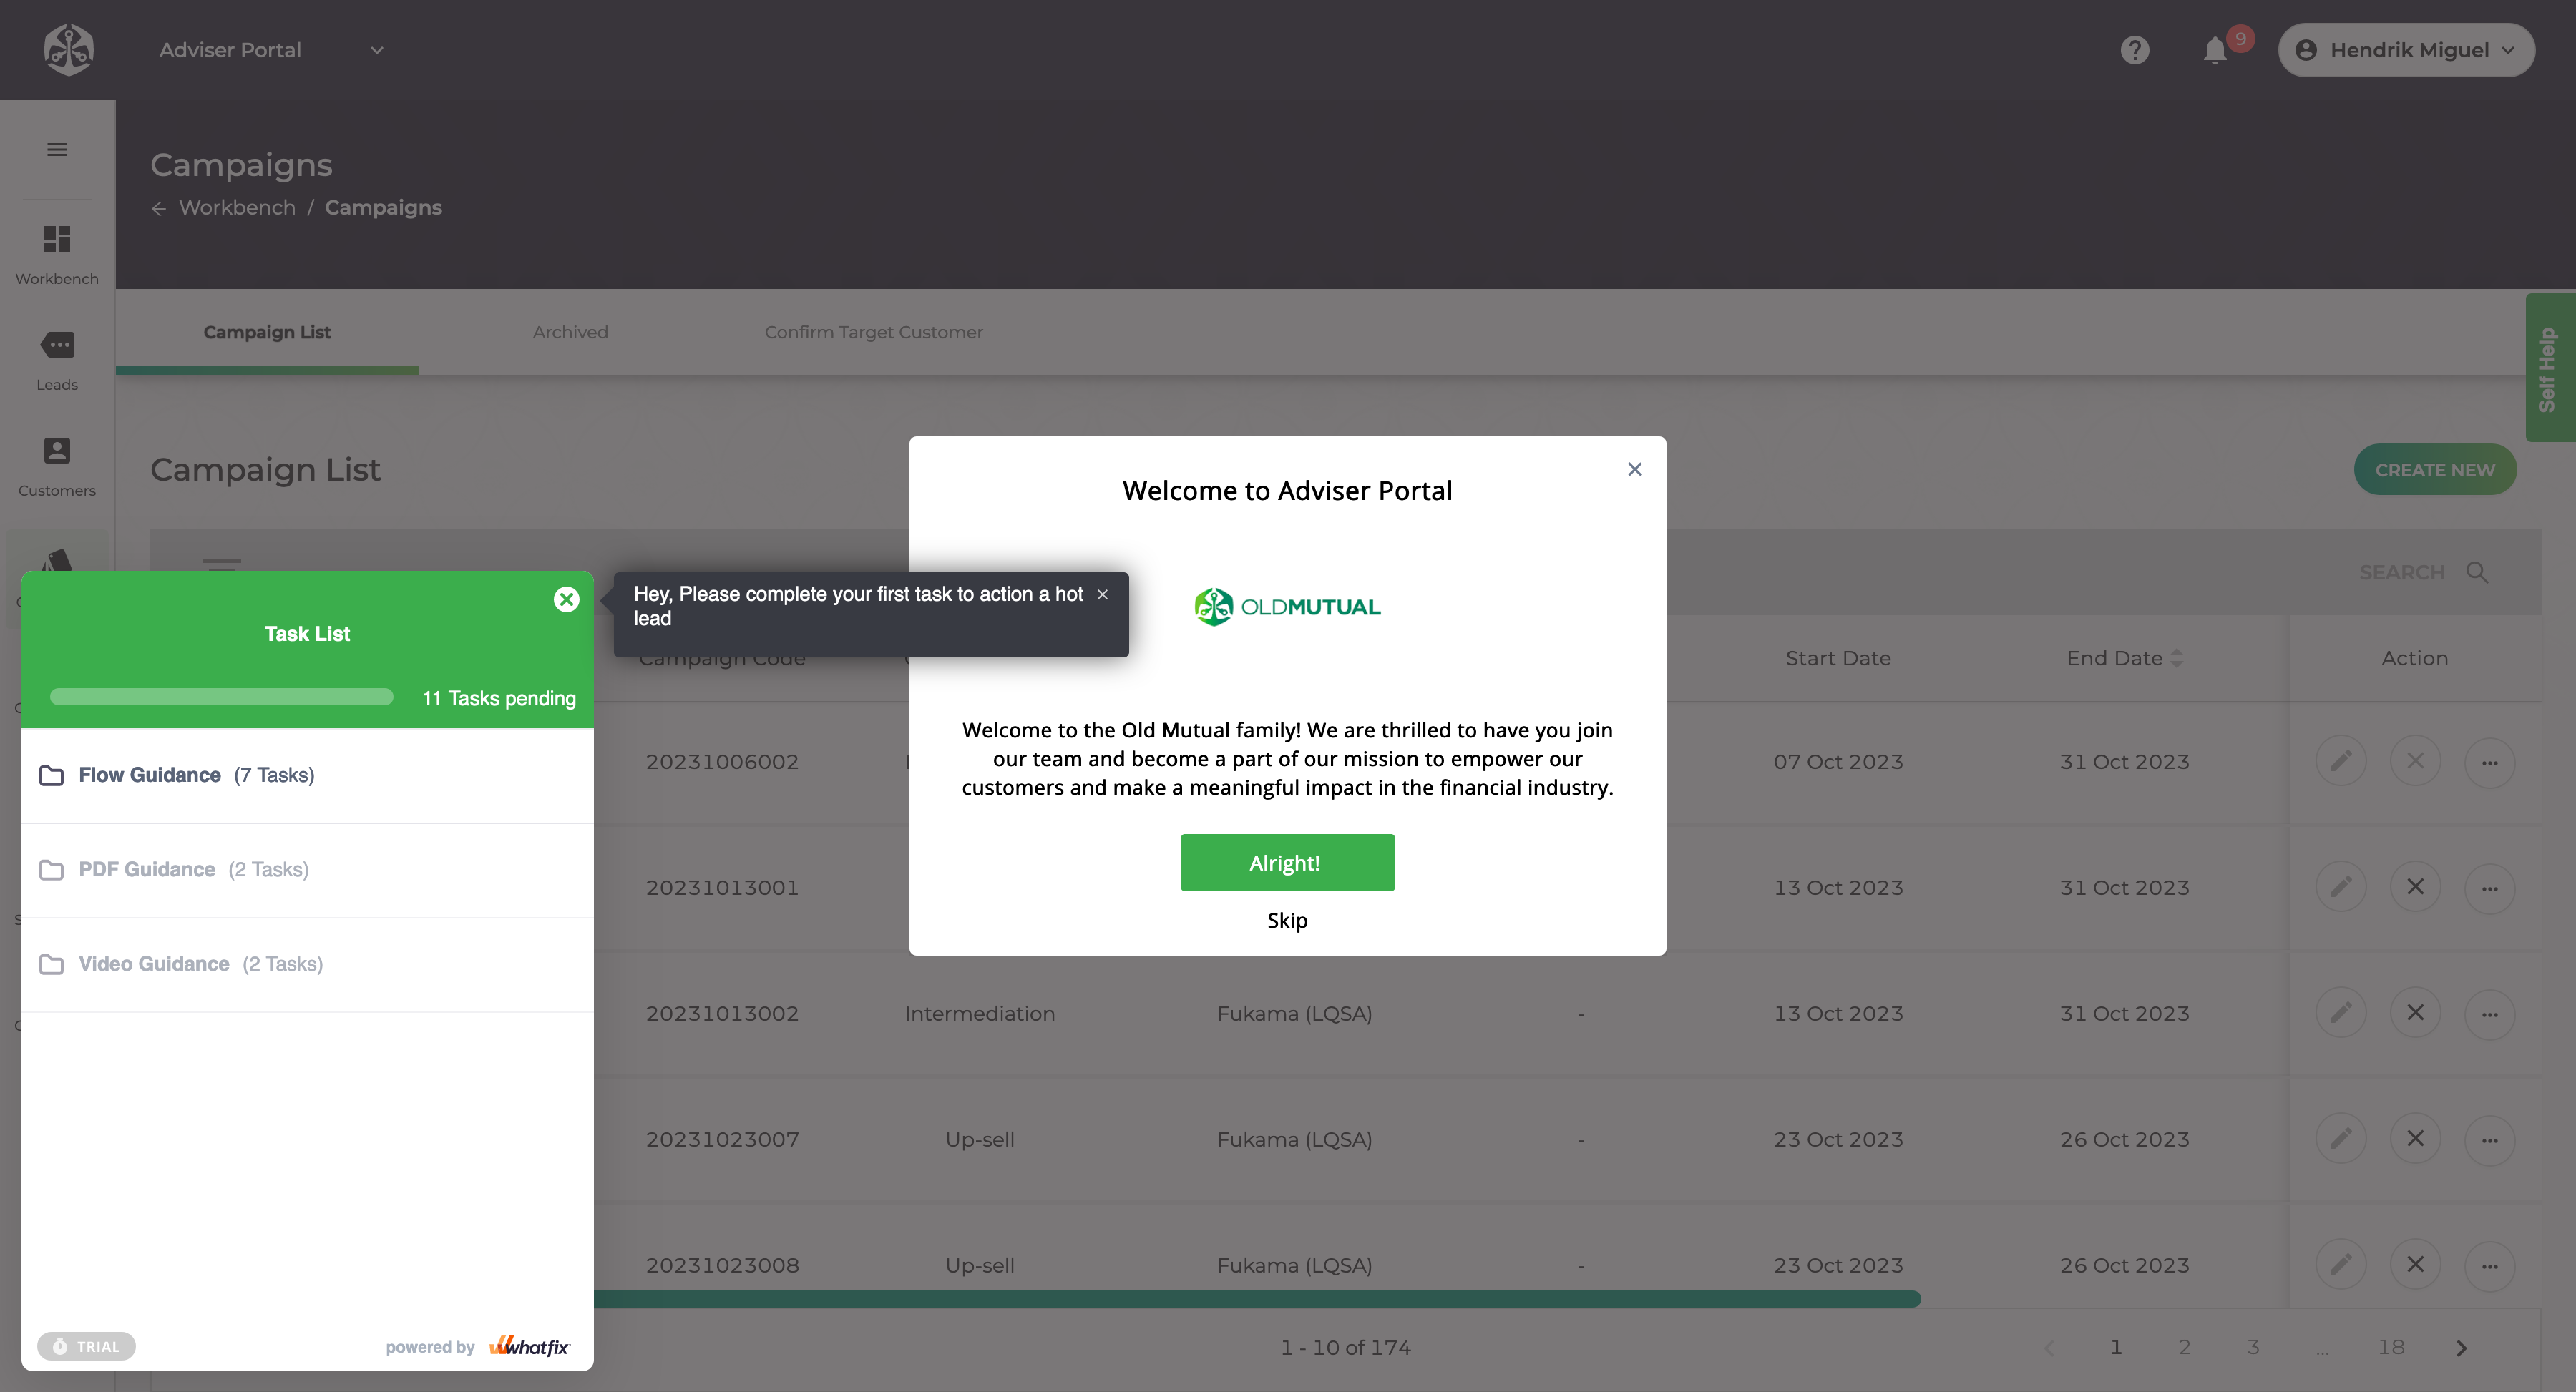 Adviser Portal
9
Hendrik Miguel
Campaigns
Workbench / Campaigns
Workbench
Leads
Customers
Campaign List
Archived
Confirm Target Customer
Self Help
Campaign List
CREATE NEW
SEARCH
Welcome to Adviser Portal
OLDMUTUAL
Welcome to the Old Mutual family! We are thrilled to have you join
our team and become a part of our mission to empower our
customers and make a meaningful impact in the financial industry.
Alright!
Skip
Hey, Please complete your first task to action a hot
lead
Task List
11 Tasks pending
Flow Guidance (7 Tasks)
PDF Guidance (2 Tasks)
Video Guidance (2 Tasks)
TRIAL
powered by whatfix
Campaign Code Start Date End Date Action
20231006002 07 Oct 2023 31 Oct 2023
20231013001 13 Oct 2023 31 Oct 2023
20231013002 Intermediation Fukama (LQSA) - 13 Oct 2023 31 Oct 2023
20231023007 Up-sell Fukama (LQSA) - 23 Oct 2023 26 Oct 2023
20231023008 Up-sell Fukama (LQSA) - 23 Oct 2023 26 Oct 2023
1 - 10 of 174
1 2 3 ... 18